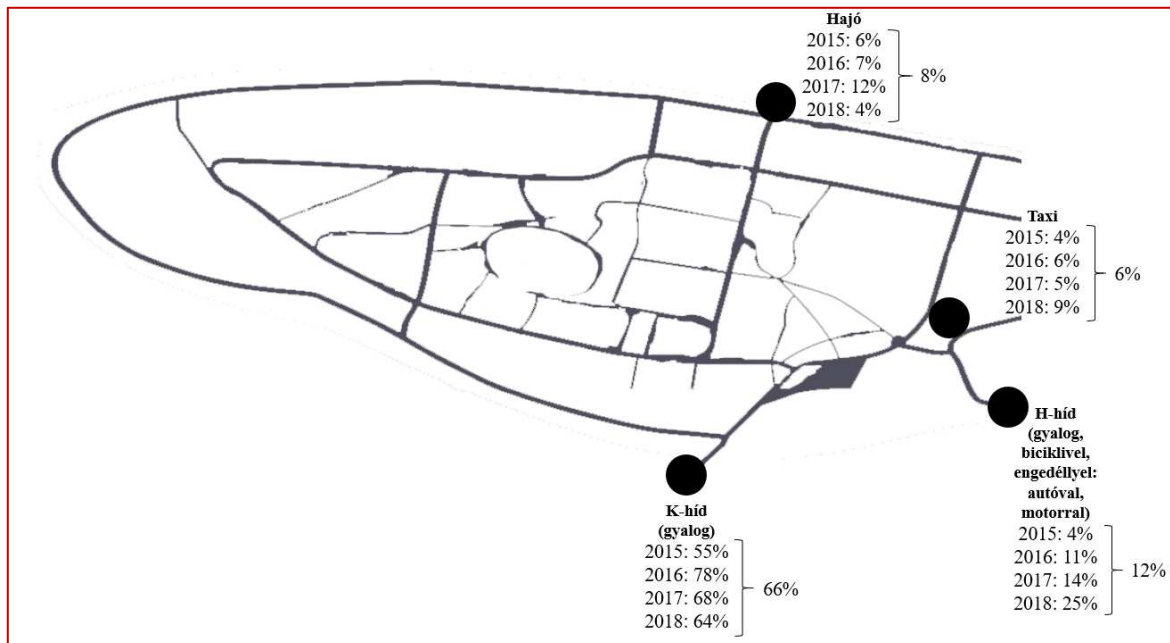 Hajó
2015: 6%
2016: 7%
2017: 12%
2018: 4%
8%
Taxi
2015: 4%
2016: 6%
2017: 5%
2018: 9%
6%
H-híd
(gyalog,
biciklivel,
engedéllyel:
autóval,
motorral)
2015: 4%
2016: 11%
2017: 14%
2018: 25%
12%
K-híd
(gyalog)
2015: 55%
2016: 78%
2017: 68%
2018: 64%
66%